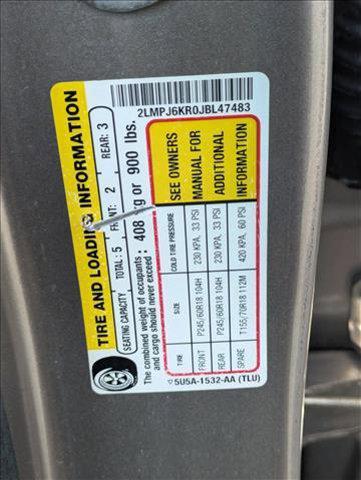 2LMPJ6KR0JBL47483
TIRE AND LOADING INFORMATION
SEATING CAPACITY TOTAL : 5 FRONT: 2 REAR: 3
The combined weight of occupants : 408 kg or 900 lbs.
and cargo should never exceed :
TIRE SIZE COLD TIRE PRESSURE SEE OWNERS
FRONT P245/60R18 104H 230 KPA, 33 PSI MANUAL FOR
REAR P245/60R18 104H 230 KPA, 33 PSI ADDITIONAL
SPARE T155/70R18 112M 420 KPA, 60 PSI INFORMATION
5U5A-1532-AA (TLU)